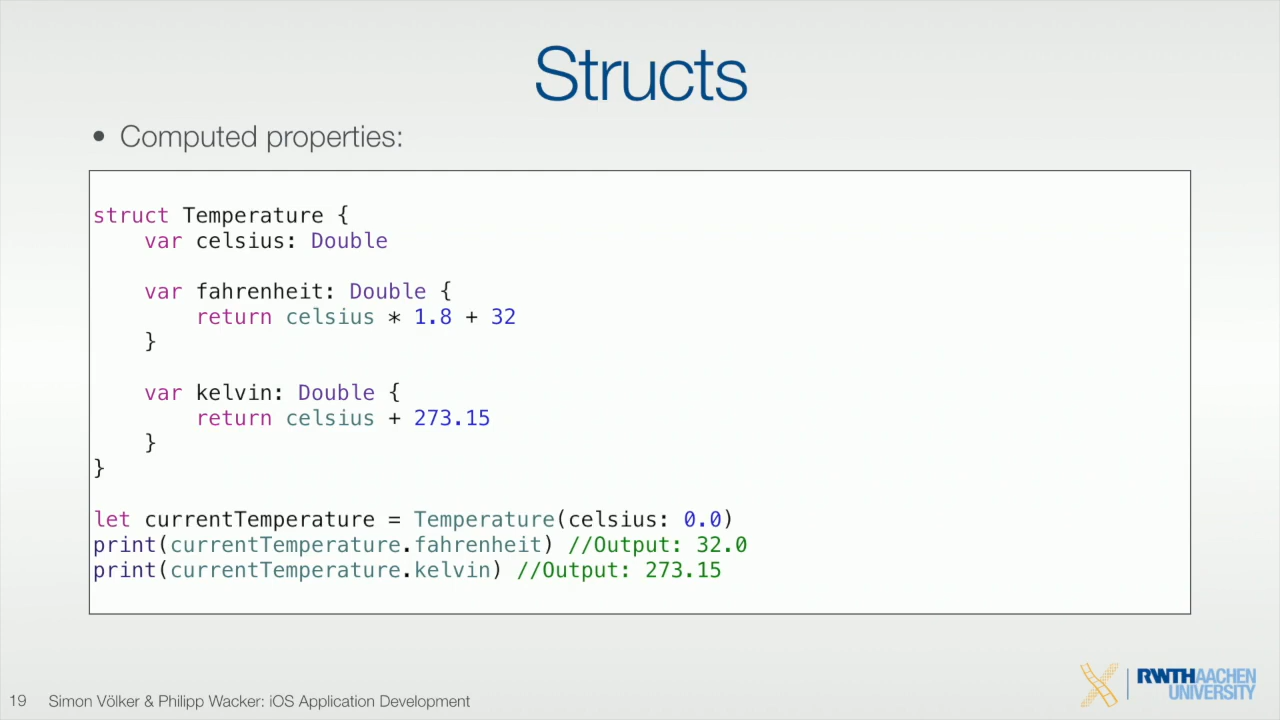 Structs
• Computed properties:
struct Temperature {
    var celsius: Double
    var fahrenheit: Double {
        return celsius * 1.8 + 32
    }
    var kelvin: Double {
        return celsius + 273.15
    }
}
let currentTemperature = Temperature(celsius: 0.0)
print(currentTemperature.fahrenheit) //Output: 32.0
print(currentTemperature.kelvin) //Output: 273.15
19 Simon Völker & Philipp Wacker: iOS Application Development
RWTHAACHEN
UNIVERSITY